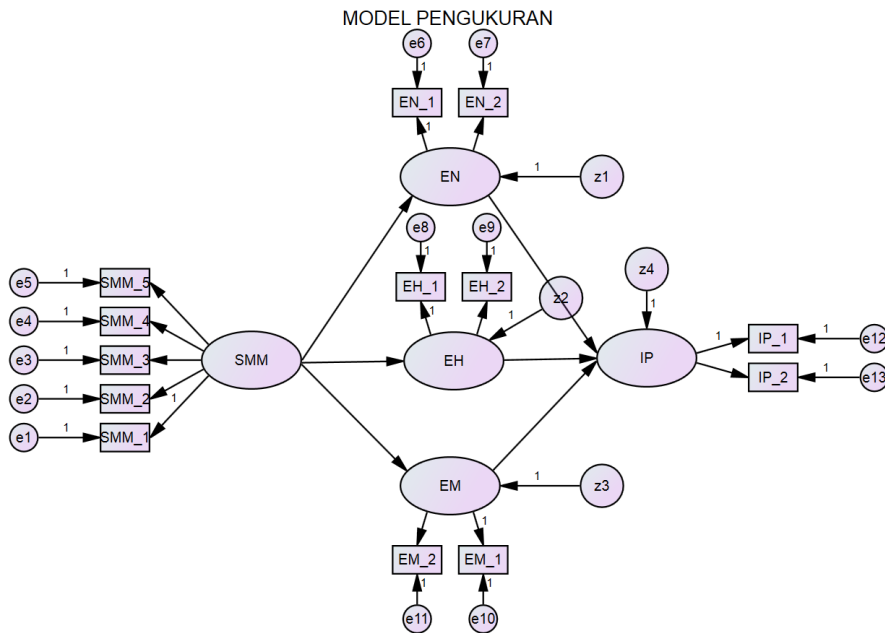 MODEL PENGUKURAN
e6
e7
1
1
EN_1
EN_2
1
EN
1
z1
e8
e9
1
1
EH_1
EH_2
1
1
z2
z4
1
e5
1
SMM_5
e4
1
SMM_4
e3
1
SMM_3
e2
1
SMM_2
e1
1
SMM_1
1
SMM
EH
IP
1
IP_1
1
e12
IP_2
1
e13
EM
1
z3
1
EM_2
EM_1
1
1
e11
e10